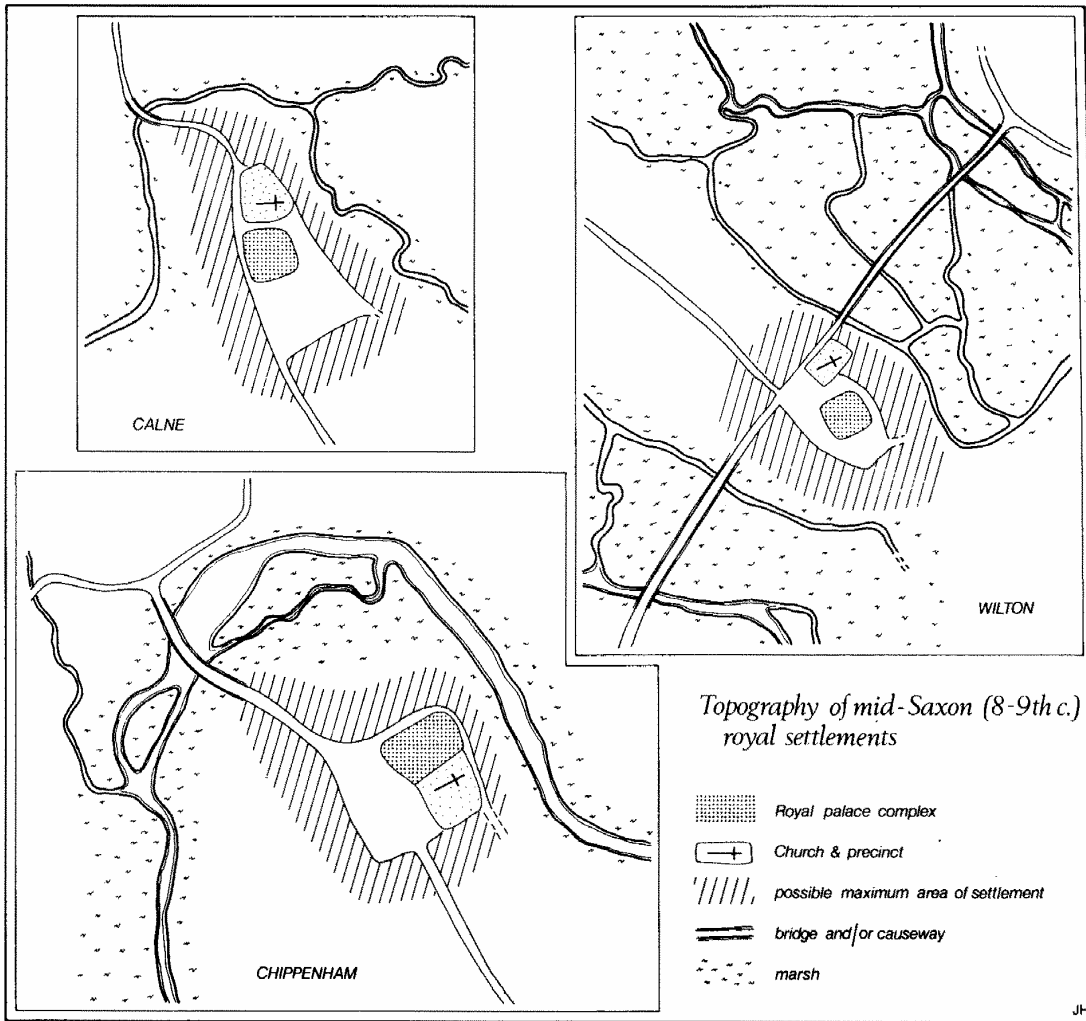 CALNE
WILTON
CHIPPENHAM
Topography of mid-Saxon (8-9th c.)
royal settlements
Royal palace complex
Church & precinct
possible maximum area of settlement
bridge and/or causeway
marsh
JH